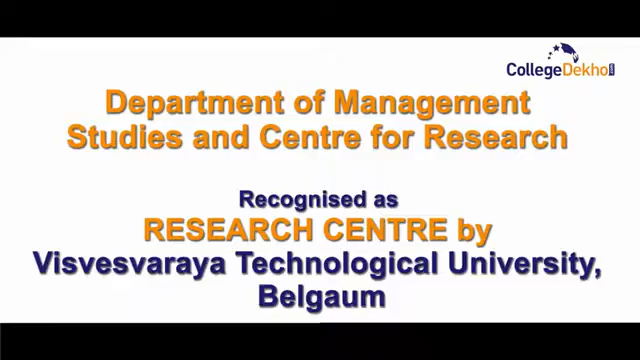 CollegeDekho
Department of Management
Studies and Centre for Research
Recognised as
RESEARCH CENTRE by
Visvesvaraya Technological University,
Belgaum